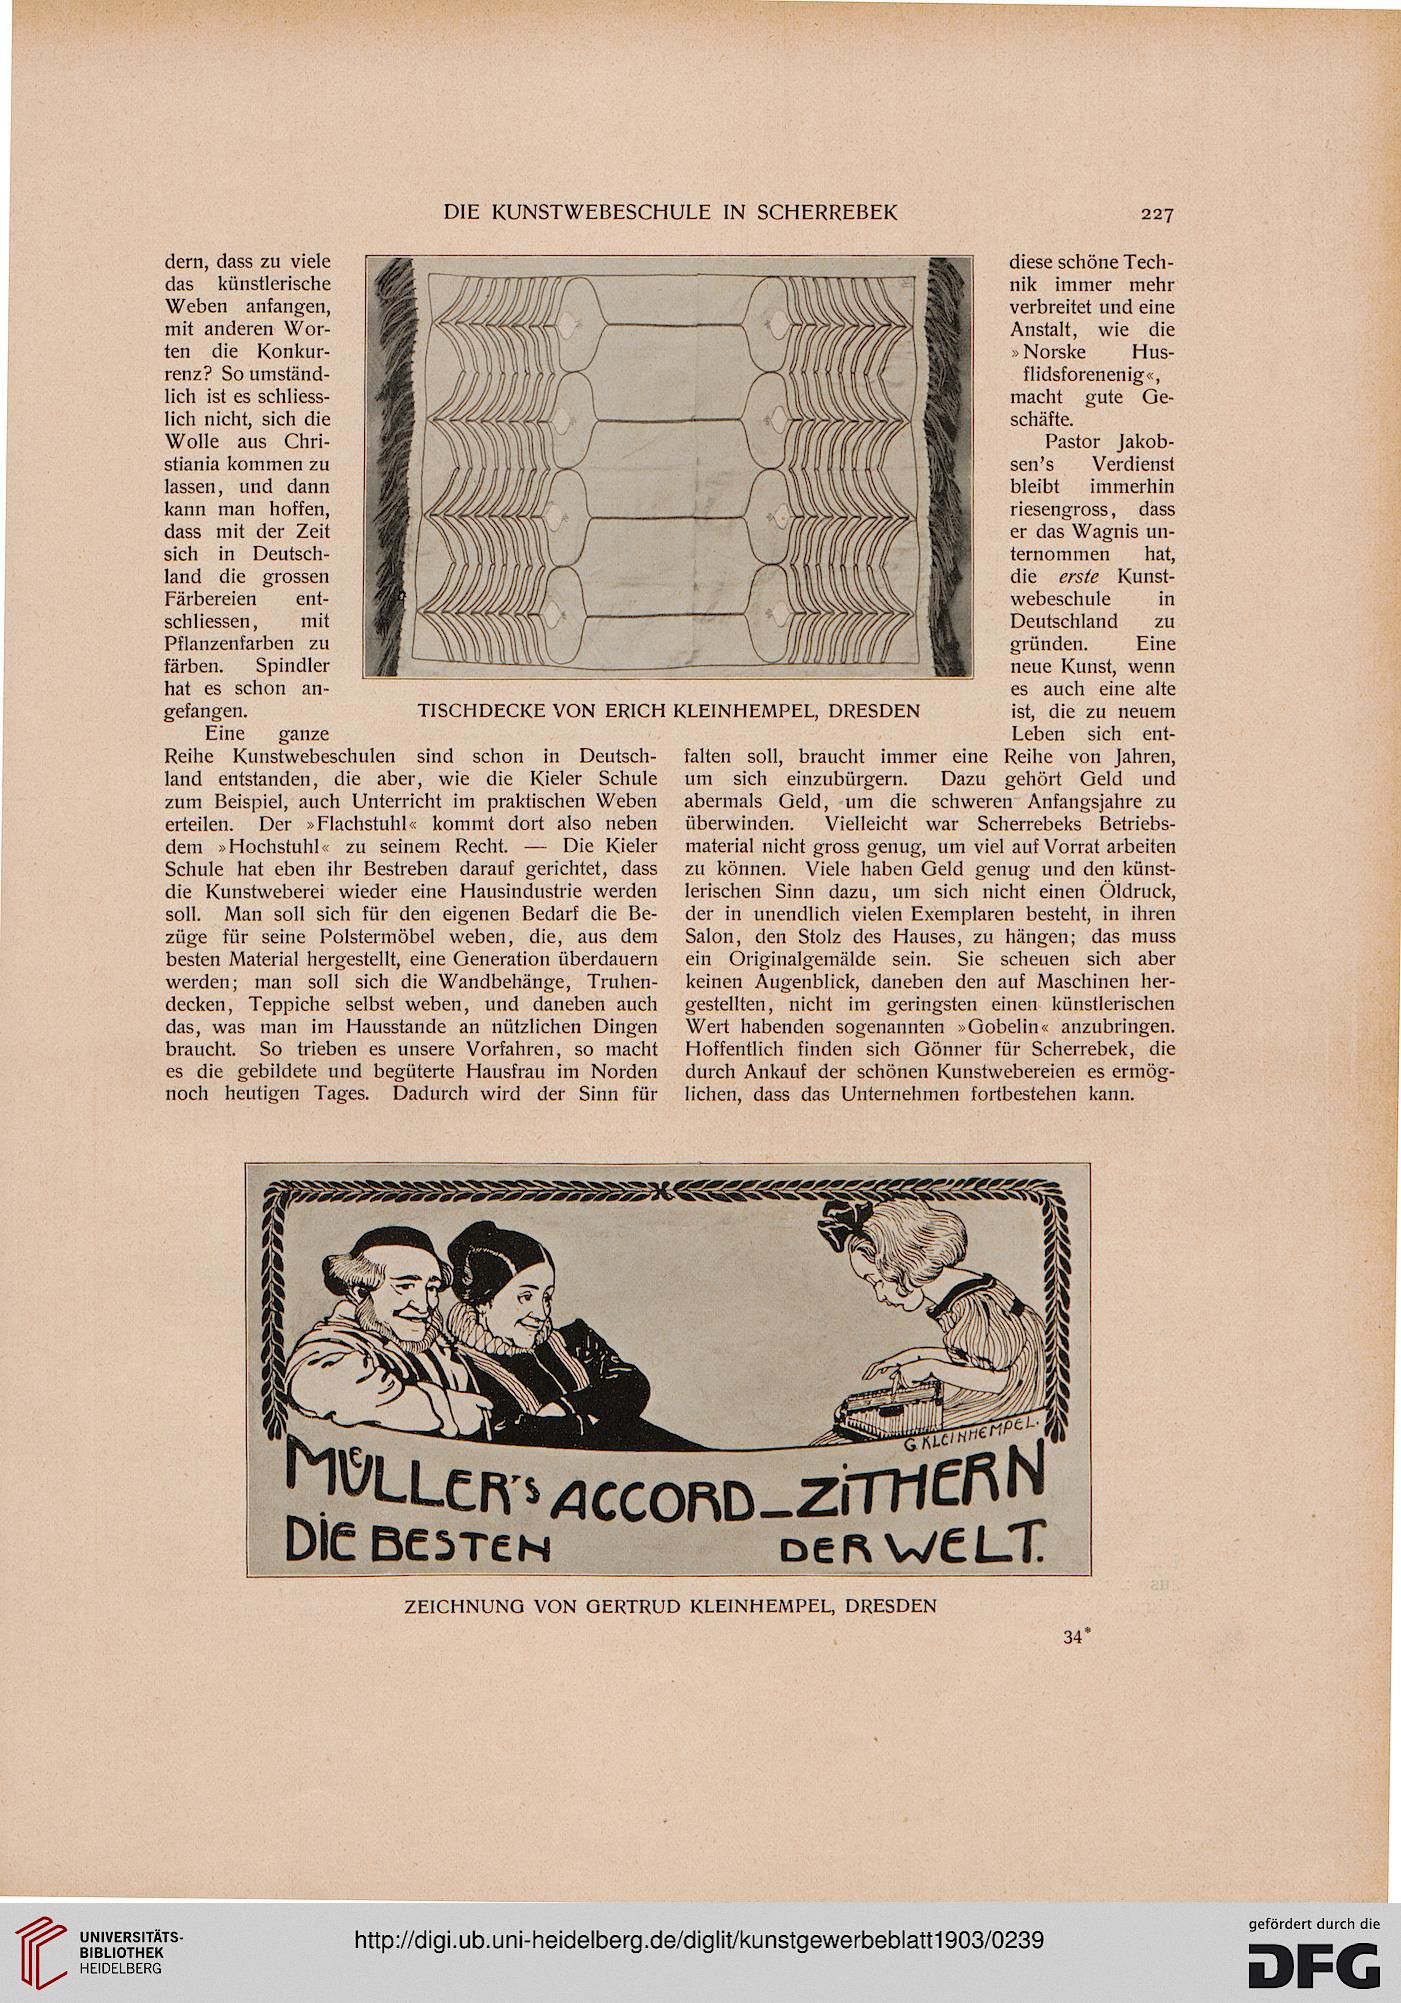 DIE KUNSTWEBESCHULE IN SCHERREBEK
227
dern, dass zu viele
das künstlerische
Weben anfangen,
mit anderen Wor-
ten die Konkur-
renz? So umständ-
lich ist es schliess-
lich nicht, sich die
Wolle aus Chri-
stiania kommen zu
lassen, und dann
kann man hoffen,
dass mit der Zeit
sich in Deutsch-
land die grossen
Färbereien ent-
schliessen, mit
Pflanzenfarben zu
färben. Spindler
hat es schon an-
gefangen.
Eine ganze
Reihe Kunstwebeschulen sind schon in Deutsch-
land entstanden, die aber, wie die Kieler Schule
zum Beispiel, auch Unterricht im praktischen Weben
erteilen. Der »Flachstuhl« kommt dort also neben
dem »Hochstuhl« zu seinem Recht. — Die Kieler
Schule hat eben ihr Bestreben darauf gerichtet, dass
die Kunstweberei wieder eine Hausindustrie werden
soll. Man soll sich für den eigenen Bedarf die Be-
züge für seine Polstermöbel weben, die, aus dem
besten Material hergestellt, eine Generation überdauern
werden; man soll sich die Wandbehänge, Truhen-
decken, Teppiche selbst weben, und daneben auch
das, was man im Hausstande an nützlichen Dingen
braucht. So trieben es unsere Vorfahren, so macht
es die gebildete und begüterte Hausfrau im Norden
noch heutigen Tages. Dadurch wird der Sinn für
TISCHDECKE VON ERICH KLEINHEMPEL, DRESDEN
diese schöne Tech-
nik immer mehr
verbreitet und eine
Anstalt, wie die
»Norske Hus-
flidsforenenig«,
macht gute Ge-
schäfte.
Pastor Jakob-
sen's Verdienst
bleibt immerhin
riesengross, dass
er das Wagnis un-
ternommen hat,
die erste Kunst-
webeschule in
Deutschland zu
gründen. Eine
neue Kunst, wenn
es auch eine alte
ist, die zu neuem
Leben sich ent-
falten soll, braucht immer eine Reihe von Jahren,
um sich einzubürgern. Dazu gehört Geld und
abermals Geld, um die schweren Anfangsjahre zu
überwinden. Vielleicht war Scherrebeks Betriebs-
material nicht gross genug, um viel auf Vorrat arbeiten
zu können. Viele haben Geld genug und den künst-
lerischen Sinn dazu, um sich nicht einen Öldruck,
der in unendlich vielen Exemplaren besteht, in ihren
Salon, den Stolz des Hauses, zu hängen; das muss
ein Originalgemälde sein. Sie scheuen sich aber
keinen Augenblick, daneben den auf Maschinen her-
gestellten, nicht im geringsten einen künstlerischen
Wert habenden sogenannten »Gobelin« anzubringen.
Hoffentlich finden sich Gönner für Scherrebek, die
durch Ankauf der schönen Kunstwebereien es ermög-
lichen, dass das Unternehmen fortbestehen kann.
G. KLEINHEMPEL.
MÜLLER'S ACCORD-ZITHERN
DIE BESTEN DER WELT.
ZEICHNUNG VON GERTRUD KLEINHEMPEL, DRESDEN
34*
UNIVERSITÄTS-
BIBLIOTHEK
HEIDELBERG
http://digi.ub.uni-heidelberg.de/diglit/kunstgewerbeblatt1903/0239
gefördert durch die
DFG